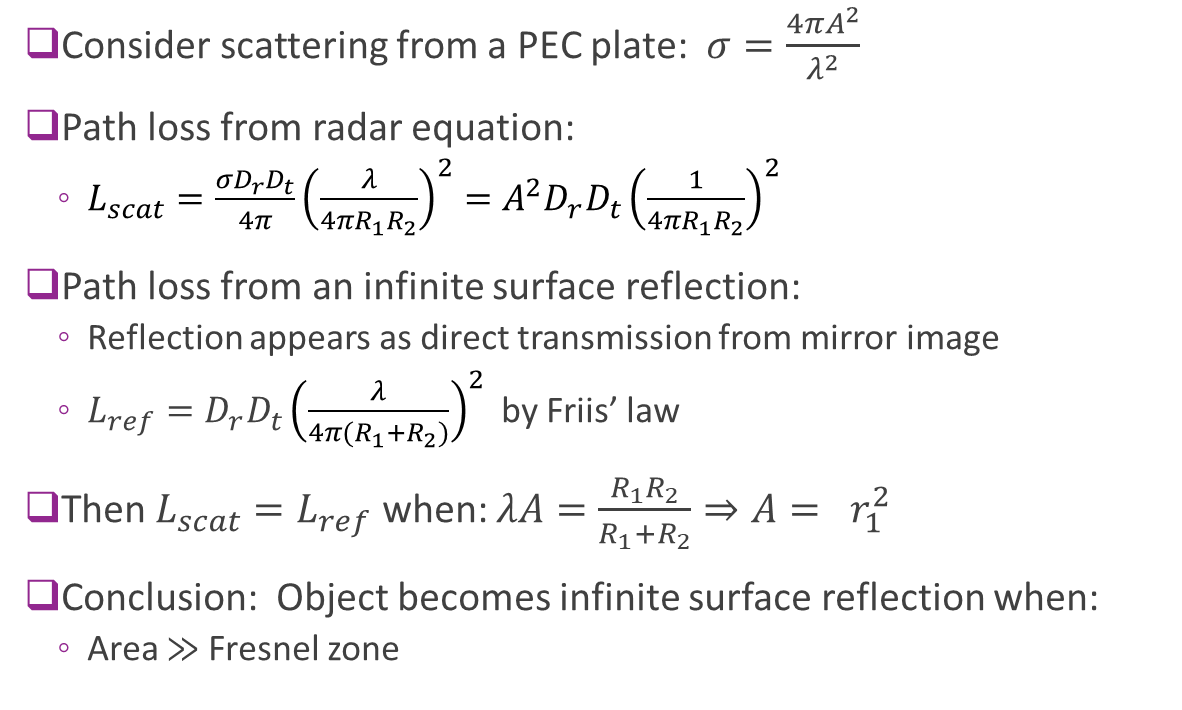 ❑Consider scattering from a PEC plate: σ = 4πA²/λ²
❑Path loss from radar equation:
◦ L_scat = (σD_rD_t/4π)(λ/(4πR₁R₂))² = A²D_rD_t(1/(4πR₁R₂))²
❑Path loss from an infinite surface reflection:
◦ Reflection appears as direct transmission from mirror image
◦ L_ref = D_rD_t(λ/(4π(R₁+R₂)))² by Friis’ law
❑Then L_scat = L_ref when: λA = R₁R₂/(R₁+R₂) ⇒ A = r₁²
❑Conclusion: Object becomes infinite surface reflection when:
◦ Area ≫ Fresnel zone